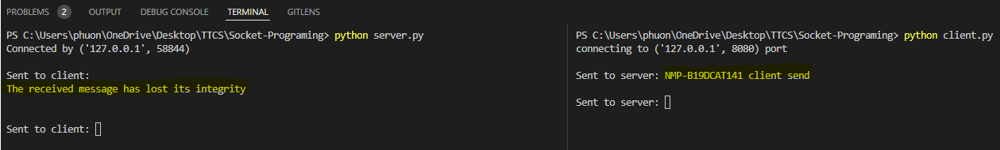 PROBLEMS 2 OUTPUT DEBUG CONSOLE TERMINAL GITLENS
PS C:\Users\phuon\OneDrive\Desktop\TTCS\Socket-Programing> python server.py
Connected by ('127.0.0.1', 58844)
Sent to client:
The received message has lost its integrity
Sent to client:
PS C:\Users\phuon\OneDrive\Desktop\TTCS\Socket-Programing> python client.py
connecting to ('127.0.0.1', 8080) port
Sent to server: NMP-B19DCAT141 client send
Sent to server: